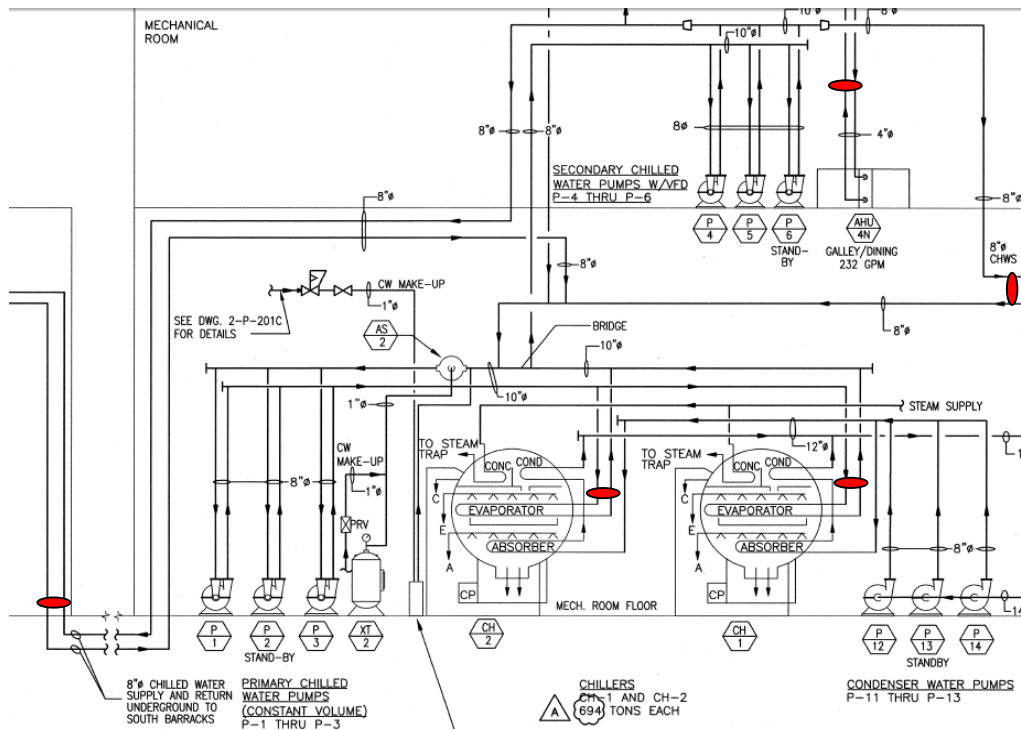 MECHANICAL
ROOM
10"ø
8"ø
10"ø
8"ø
8"ø
8ø
4"ø
SECONDARY CHILLED
WATER PUMPS W/VFD
P-4 THRU P-6
8"ø
8"ø
P
4
P
5
P
6
STAND-
BY
AHU
4N
GALLEY/DINING
232 GPM
8"ø
CHWS
8"ø
CW MAKE-UP
1"ø
SEE DWG. 2-P-201C
FOR DETAILS
AS
2
BRIDGE
8"ø
10"ø
10"ø
1"ø
STEAM SUPPLY
12"ø
TO STEAM
TRAP
CONC
COND
TO STEAM
TRAP
CONC
COND
CW
MAKE-UP
1"ø
8"ø
PRV
C
E
A
EVAPORATOR
ABSORBER
C
E
A
EVAPORATOR
ABSORBER
8"ø
CP
CP
MECH. ROOM FLOOR
14
P
1
P
2
STAND-BY
P
3
XT
2
CH
2
CH
1
P
12
P
13
STANDBY
P
14
8"ø CHILLED WATER
SUPPLY AND RETURN
UNDERGROUND TO
SOUTH BARRACKS
PRIMARY CHILLED
WATER PUMPS
(CONSTANT VOLUME)
P-1 THRU P-3
A
CHILLERS
CH-1 AND CH-2
694 TONS EACH
CONDENSER WATER PUMPS
P-11 THRU P-13